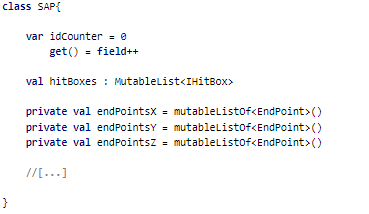 class SAP{
var idCounter = 0
get() = field++
val hitBoxes : MutableList<IHitBox>
private val endPointsX = mutableListOf<EndPoint>()
private val endPointsY = mutableListOf<EndPoint>()
private val endPointsZ = mutableListOf<EndPoint>()
//[...]
}